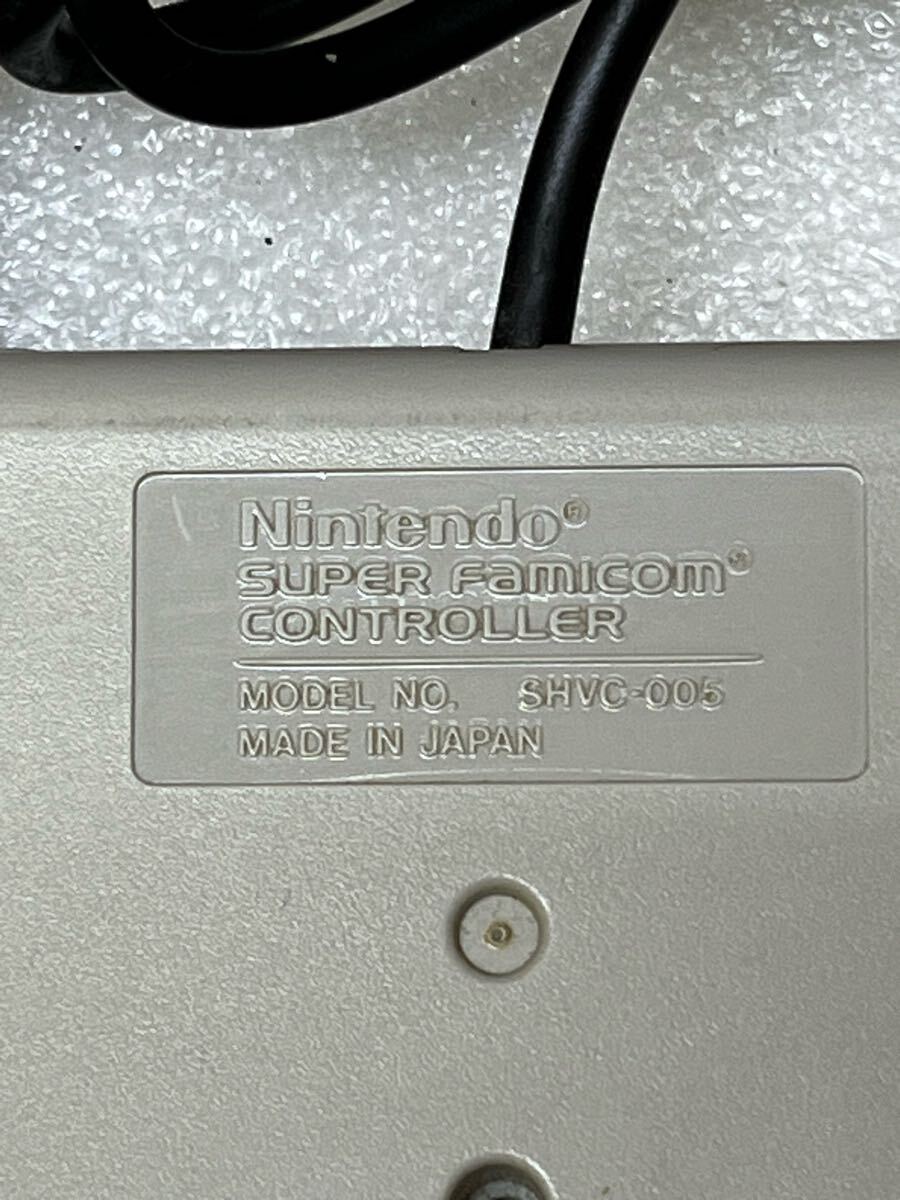 Nintendo®
SUPER Famicom®
CONTROLLER
MODEL NO. SHVC-005
MADE IN JAPAN